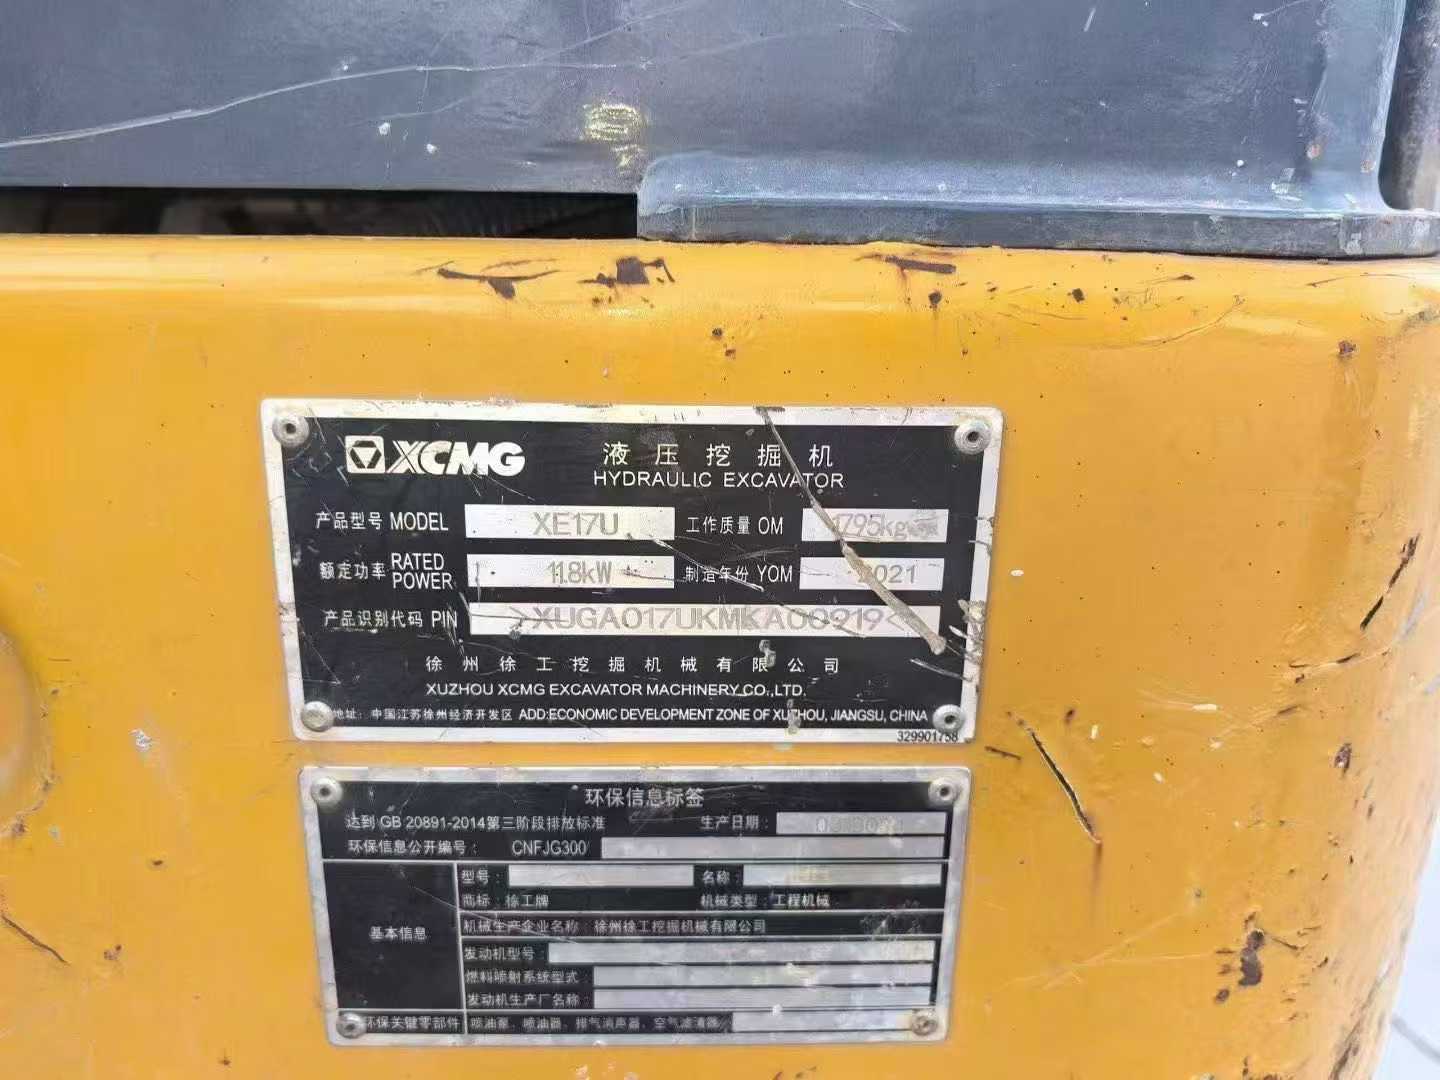 XCMG
液压挖掘机
HYDRAULIC EXCAVATOR
产品型号 MODEL XE17U 工作质量 OM 1795kg
额定功率 RATED POWER 11.8kW 制造年份 YOM 2021
产品识别代码 PIN >XUGA017UKMKA00919<
徐州徐工挖掘机械有限公司
XUZHOU XCMG EXCAVATOR MACHINERY CO.,LTD.
地址：中国江苏徐州经济开发区 ADD:ECONOMIC DEVELOPMENT ZONE OF XUZHOU, JIANGSU, CHINA
329901758
环保信息标签
达到 GB 20891-2014第三阶段排放标准 生产日期：
环保信息公开编号： CNFJG300
型号： 名称：
商标：徐工牌 机械类型：工程机械
基本信息
机械生产企业名称：徐州徐工挖掘机械有限公司
发动机型号：
燃料喷射系统型式：
发动机生产厂名称：
环保关键零部件 喷油泵、喷油器、排气消声器、空气滤清器